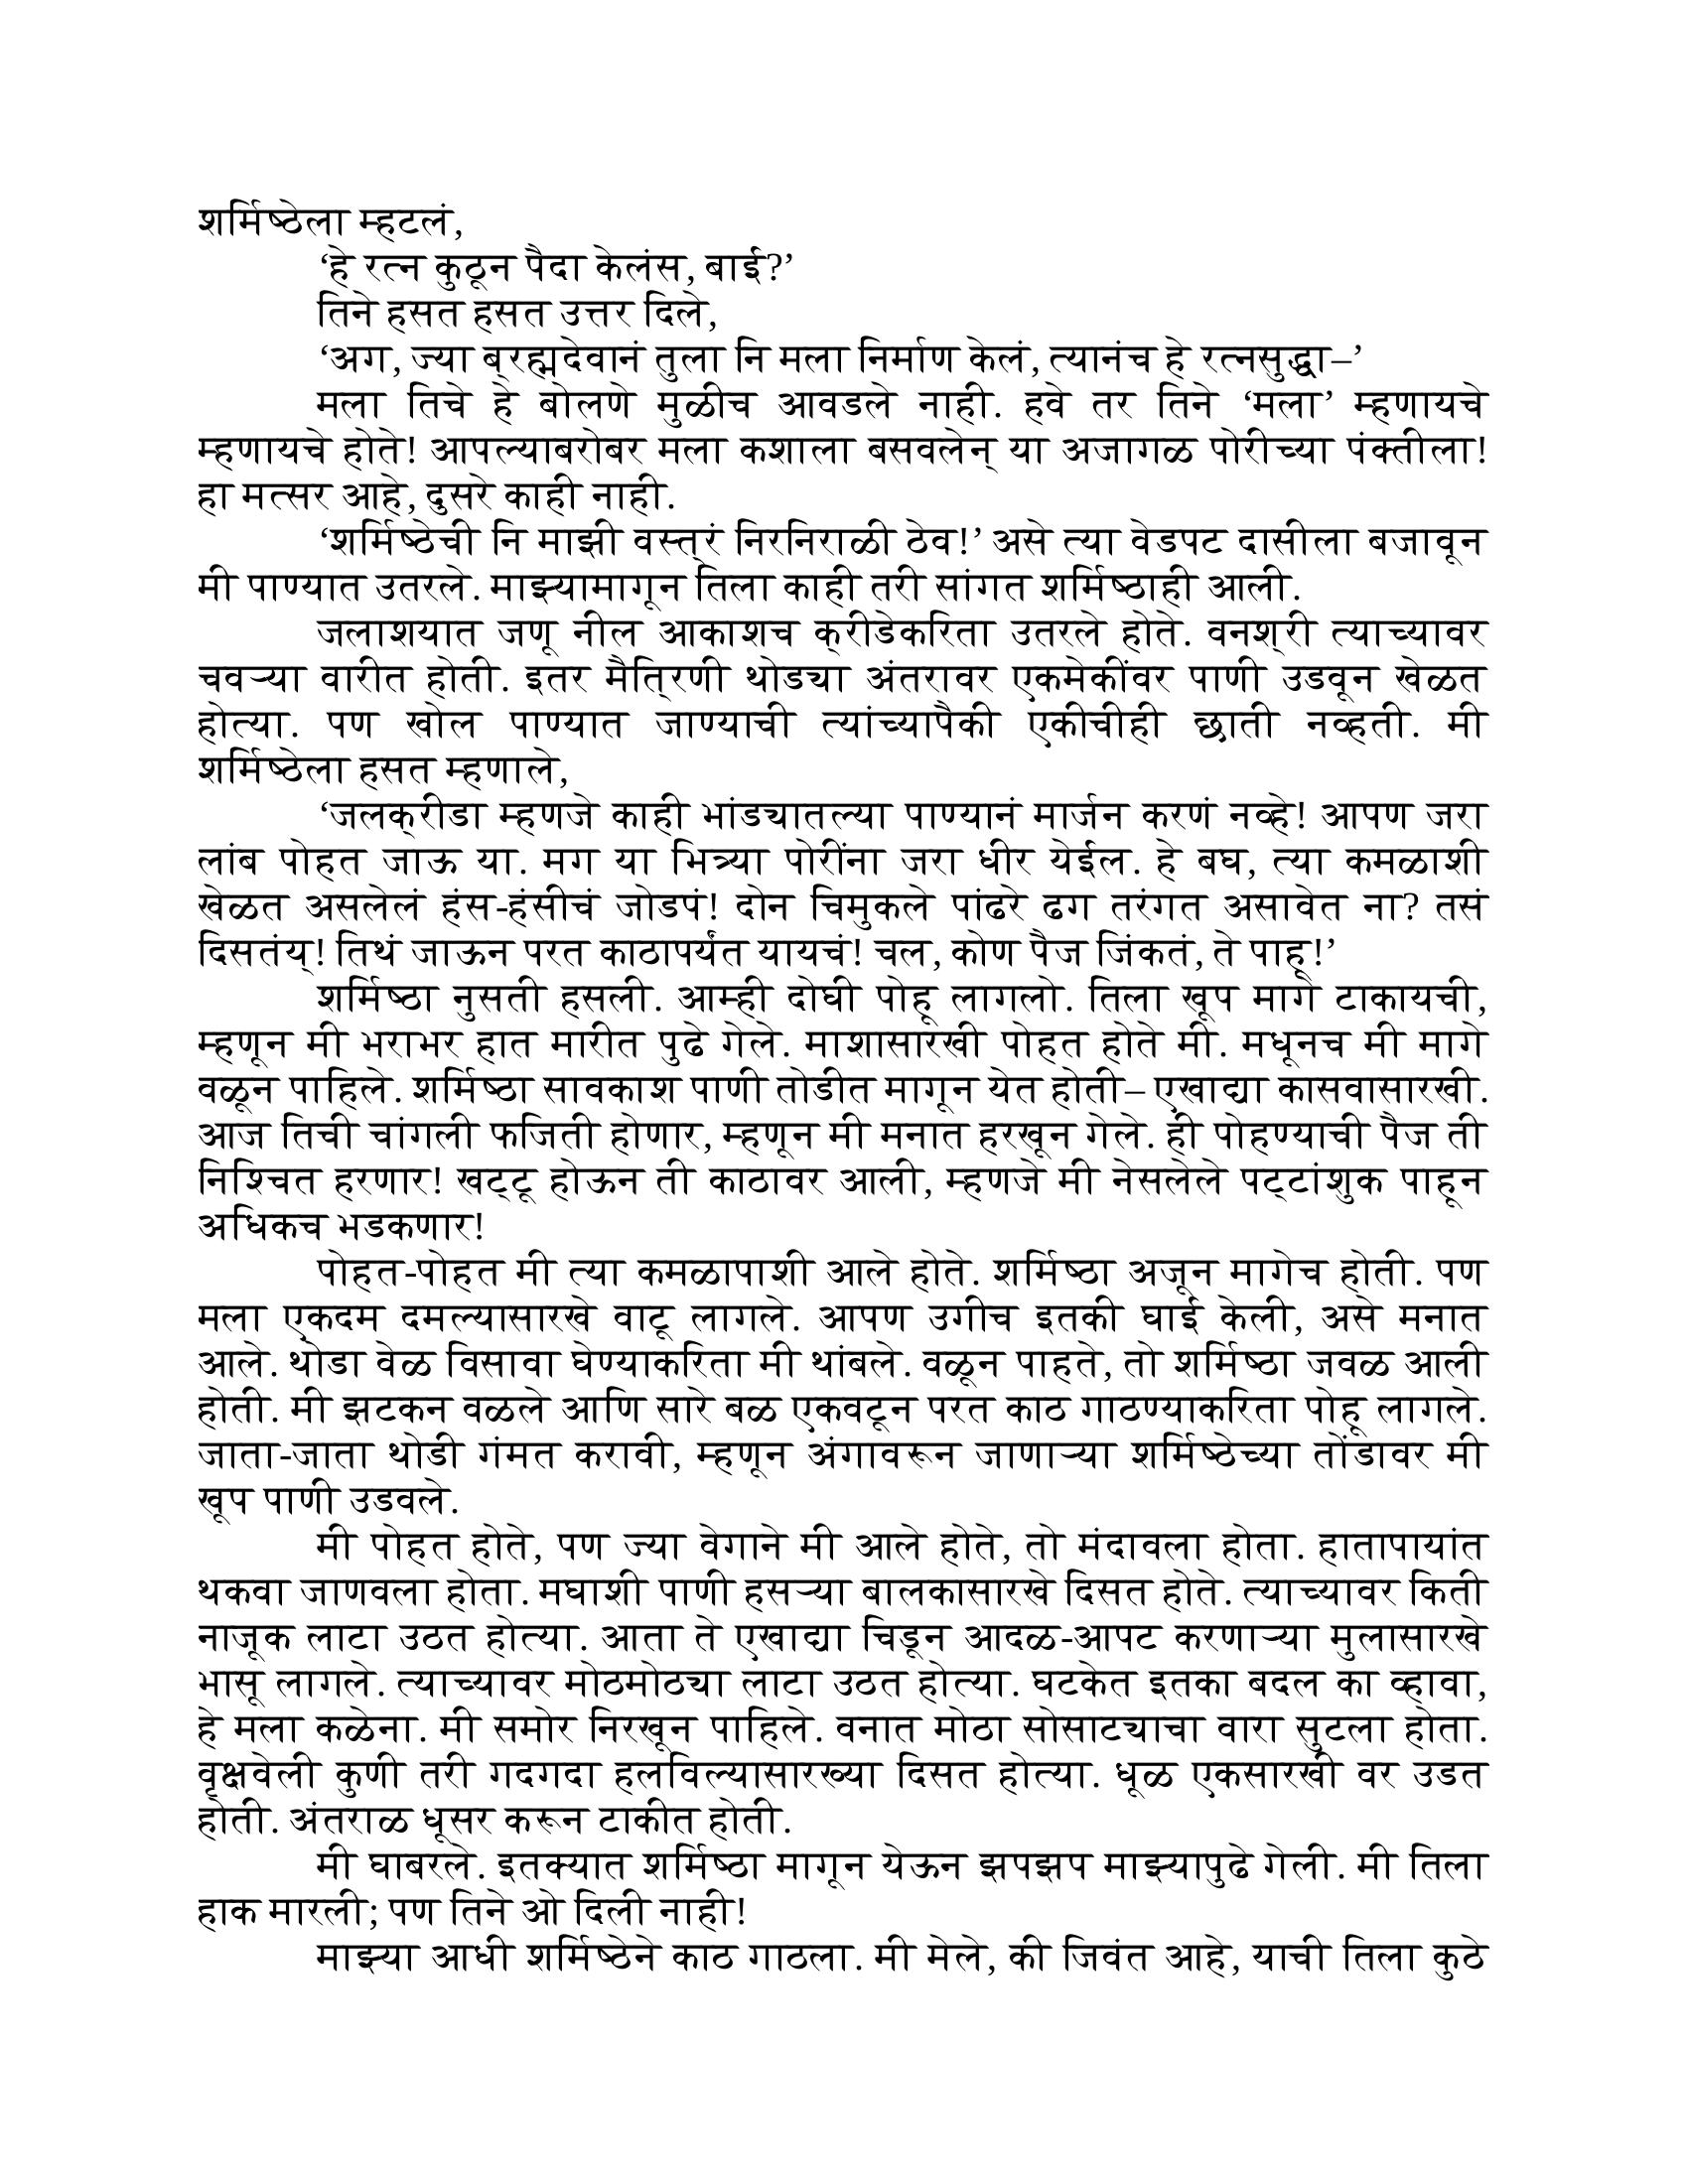 शर्मिष्ठेला म्हटलं,
‘हे रत्न कुठून पैदा केलंस, बाई?’
तिने हसत हसत उत्तर दिले,
‘अग, ज्या ब्रह्मदेवानं तुला नि मला निर्माण केलं, त्यानंच हे रत्नसुद्धा–’
मला तिचे हे बोलणे मुळीच आवडले नाही. हवे तर तिने ‘मला’ म्हणायचे
म्हणायचे होते! आपल्याबरोबर मला कशाला बसवलेन् या अजागळ पोरीच्या पंक्तीला!
हा मत्सर आहे, दुसरे काही नाही.
‘शर्मिष्ठेची नि माझी वस्त्रं निरनिराळी ठेव!’ असे त्या वेडपट दासीला बजावून
मी पाण्यात उतरले. माझ्यामागून तिला काही तरी सांगत शर्मिष्ठाही आली.
जलाशयात जणू नील आकाशच क्रीडेकरिता उतरले होते. वनश्री त्याच्यावर
चवऱ्या वारीत होती. इतर मैत्रिणी थोड्या अंतरावर एकमेकींवर पाणी उडवून खेळत
होत्या. पण खोल पाण्यात जाण्याची त्यांच्यापैकी एकीचीही छाती नव्हती. मी
शर्मिष्ठेला हसत म्हणाले,
‘जलक्रीडा म्हणजे काही भांड्यातल्या पाण्यानं मार्जन करणं नव्हे! आपण जरा
लांब पोहत जाऊ या. मग या भित्र्या पोरींना जरा धीर येईल. हे बघ, त्या कमळाशी
खेळत असलेलं हंस-हंसीचं जोडपं! दोन चिमुकले पांढरे ढग तरंगत असावेत ना? तसं
दिसतंय्! तिथं जाऊन परत काठापर्यंत यायचं! चल, कोण पैज जिंकतं, ते पाहू!’
शर्मिष्ठा नुसती हसली. आम्ही दोघी पोहू लागलो. तिला खूप मागे टाकायची,
म्हणून मी भराभर हात मारीत पुढे गेले. माशासारखी पोहत होते मी. मधूनच मी मागे
वळून पाहिले. शर्मिष्ठा सावकाश पाणी तोडीत मागून येत होती– एखाद्या कासवासारखी.
आज तिची चांगली फजिती होणार, म्हणून मी मनात हरखून गेले. ही पोहण्याची पैज ती
निश्चित हरणार! खट्टू होऊन ती काठावर आली, म्हणजे मी नेसलेले पट्टांशुक पाहून
अधिकच भडकणार!
पोहत-पोहत मी त्या कमळापाशी आले होते. शर्मिष्ठा अजून मागेच होती. पण
मला एकदम दमल्यासारखे वाटू लागले. आपण उगीच इतकी घाई केली, असे मनात
आले. थोडा वेळ विसावा घेण्याकरिता मी थांबले. वळून पाहते, तो शर्मिष्ठा जवळ आली
होती. मी झटकन वळले आणि सारे बळ एकवटून परत काठ गाठण्याकरिता पोहू लागले.
जाता-जाता थोडी गंमत करावी, म्हणून अंगावरून जाणाऱ्या शर्मिष्ठेच्या तोंडावर मी
खूप पाणी उडवले.
मी पोहत होते, पण ज्या वेगाने मी आले होते, तो मंदावला होता. हातापायांत
थकवा जाणवला होता. मघाशी पाणी हसऱ्या बालकासारखे दिसत होते. त्याच्यावर किती
नाजूक लाटा उठत होत्या. आता ते एखाद्या चिडून आदळ-आपट करणाऱ्या मुलासारखे
भासू लागले. त्याच्यावर मोठमोठ्या लाटा उठत होत्या. घटकेत इतका बदल का व्हावा,
हे मला कळेना. मी समोर निरखून पाहिले. वनात मोठा सोसाट्याचा वारा सुटला होता.
वृक्षवेली कुणी तरी गदगदा हलविल्यासारख्या दिसत होत्या. धूळ एकसारखी वर उडत
होती. अंतराळ धूसर करून टाकीत होती.
मी घाबरले. इतक्यात शर्मिष्ठा मागून येऊन झपझप माझ्यापुढे गेली. मी तिला
हाक मारली; पण तिने ओ दिली नाही!
माझ्या आधी शर्मिष्ठेने काठ गाठला. मी मेले, की जिवंत आहे, याची तिला कुठे